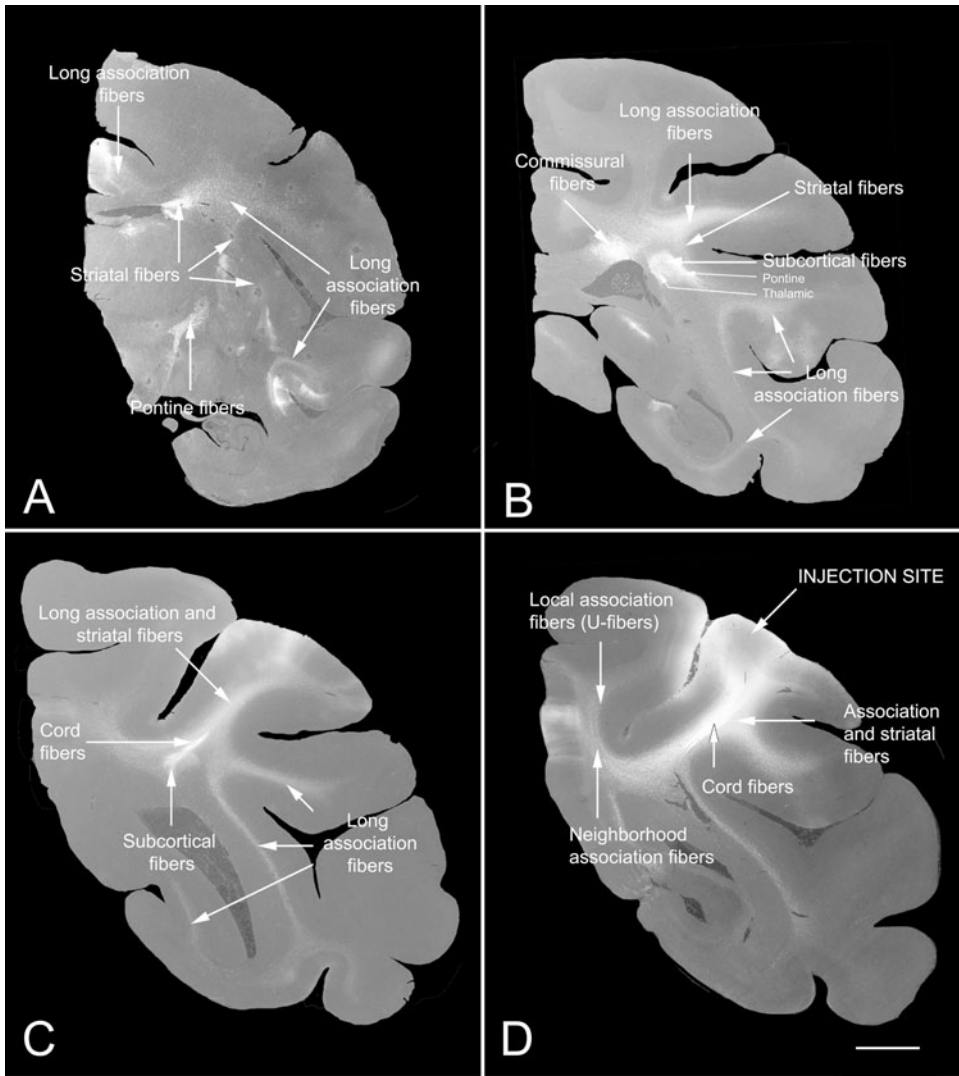 Long association
fibers
Striatal fibers
Long
association
fibers
Pontine fibers
A
Long association
fibers
Commissural
fibers
Striatal fibers
Subcortical fibers
Pontine
Thalamic
Long
association fibers
B
Long association and
striatal fibers
Cord
fibers
Subcortical
fibers
Long
association
fibers
C
INJECTION SITE
Local association
fibers (U-fibers)
Association
and striatal
fibers
Cord fibers
Neighborhood
association fibers
D